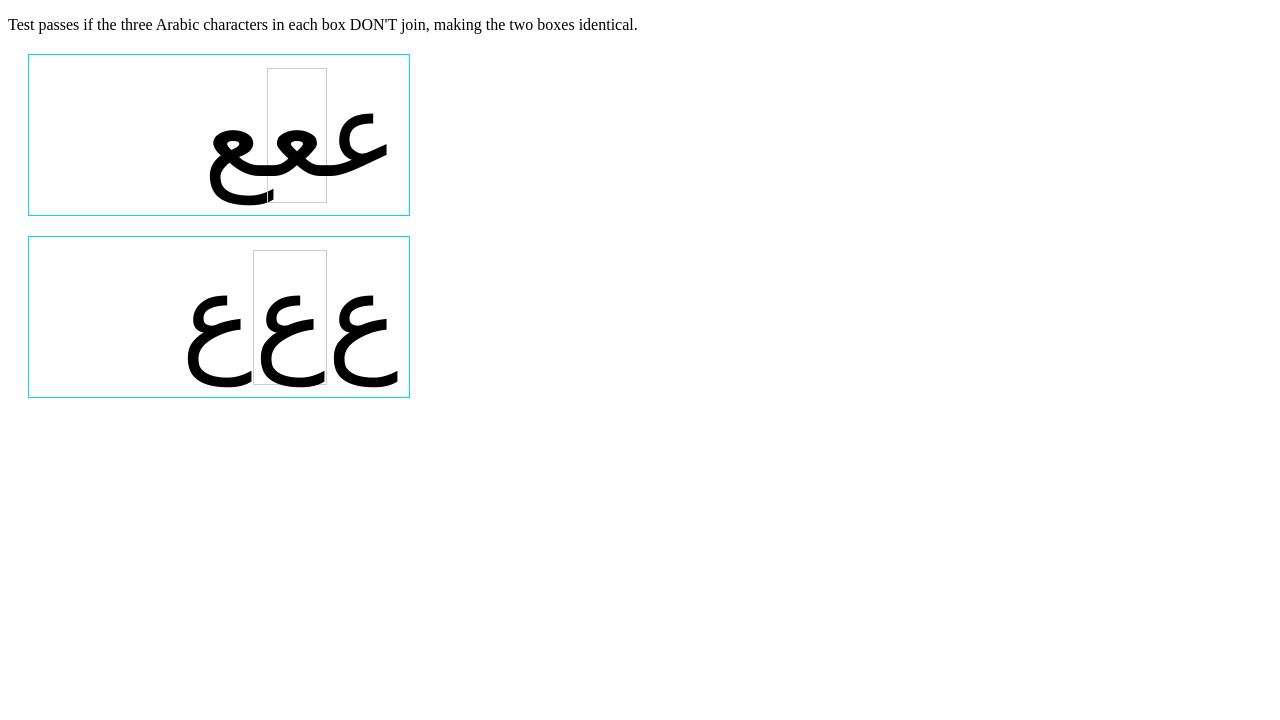 Test passes if the three Arabic characters in each box DON'T join, making the two boxes identical.
ععع
ع‌ع‌ع